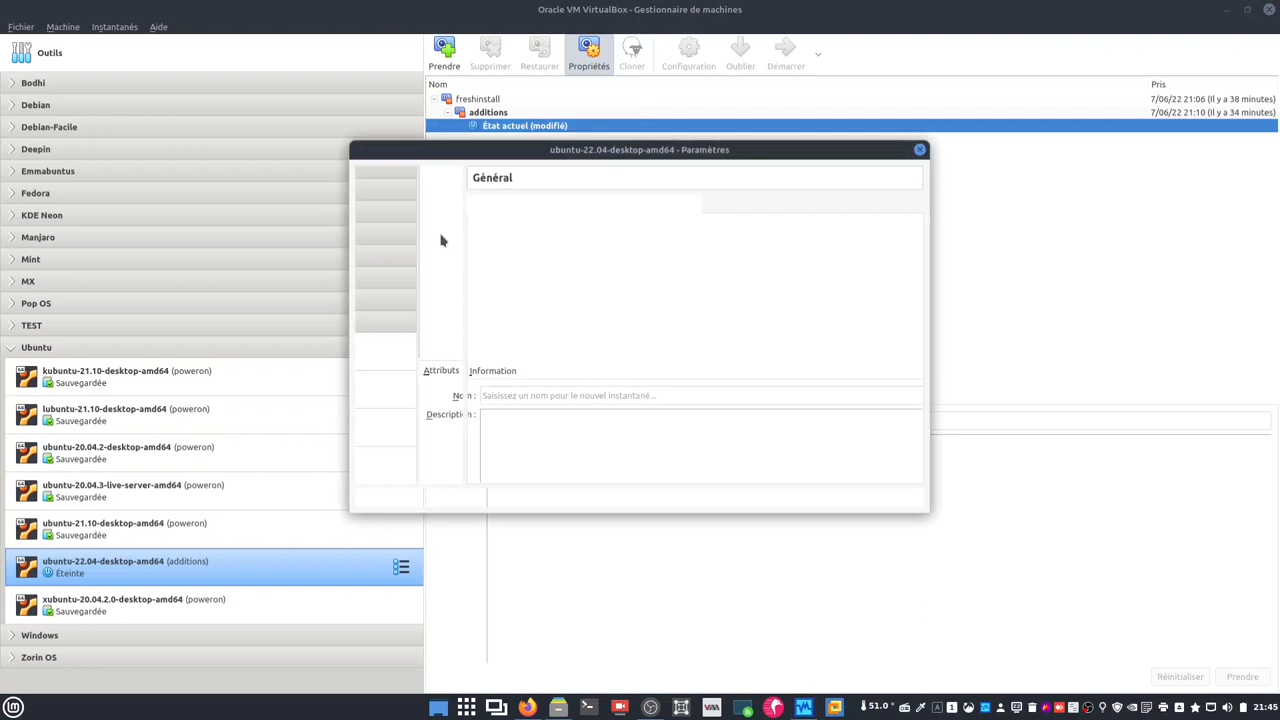 Oracle VM VirtualBox - Gestionnaire de machines
Fichier Machine Instantanés Aide
Outils
Prendre Supprimer Restaurer Propriétés Cloner Configuration Oublier Démarrer
Nom Pris
freshinstall 7/06/22 21:06 (Il y a 38 minutes)
additions 7/06/22 21:10 (Il y a 34 minutes)
État actuel (modifié)
Bodhi
Debian
Debian-Facile
Deepin
Emmabuntus
Fedora
KDE Neon
Manjaro
Mint
MX
Pop OS
TEST
Ubuntu
kubuntu-21.10-desktop-amd64 (poweron)
Sauvegardée
lubuntu-21.10-desktop-amd64 (poweron)
Sauvegardée
ubuntu-20.04.2-desktop-amd64 (poweron)
Sauvegardée
ubuntu-20.04.3-live-server-amd64 (poweron)
Sauvegardée
ubuntu-21.10-desktop-amd64 (poweron)
Sauvegardée
ubuntu-22.04-desktop-amd64 (additions)
Éteinte
xubuntu-20.04.2.0-desktop-amd64 (poweron)
Sauvegardée
Windows
Zorin OS
ubuntu-22.04-desktop-amd64 - Paramètres
Général
Attributs Information
Nom : Saisissez un nom pour le nouvel instantané...
Description :
Réinitialiser Prendre
51.0° 21:45